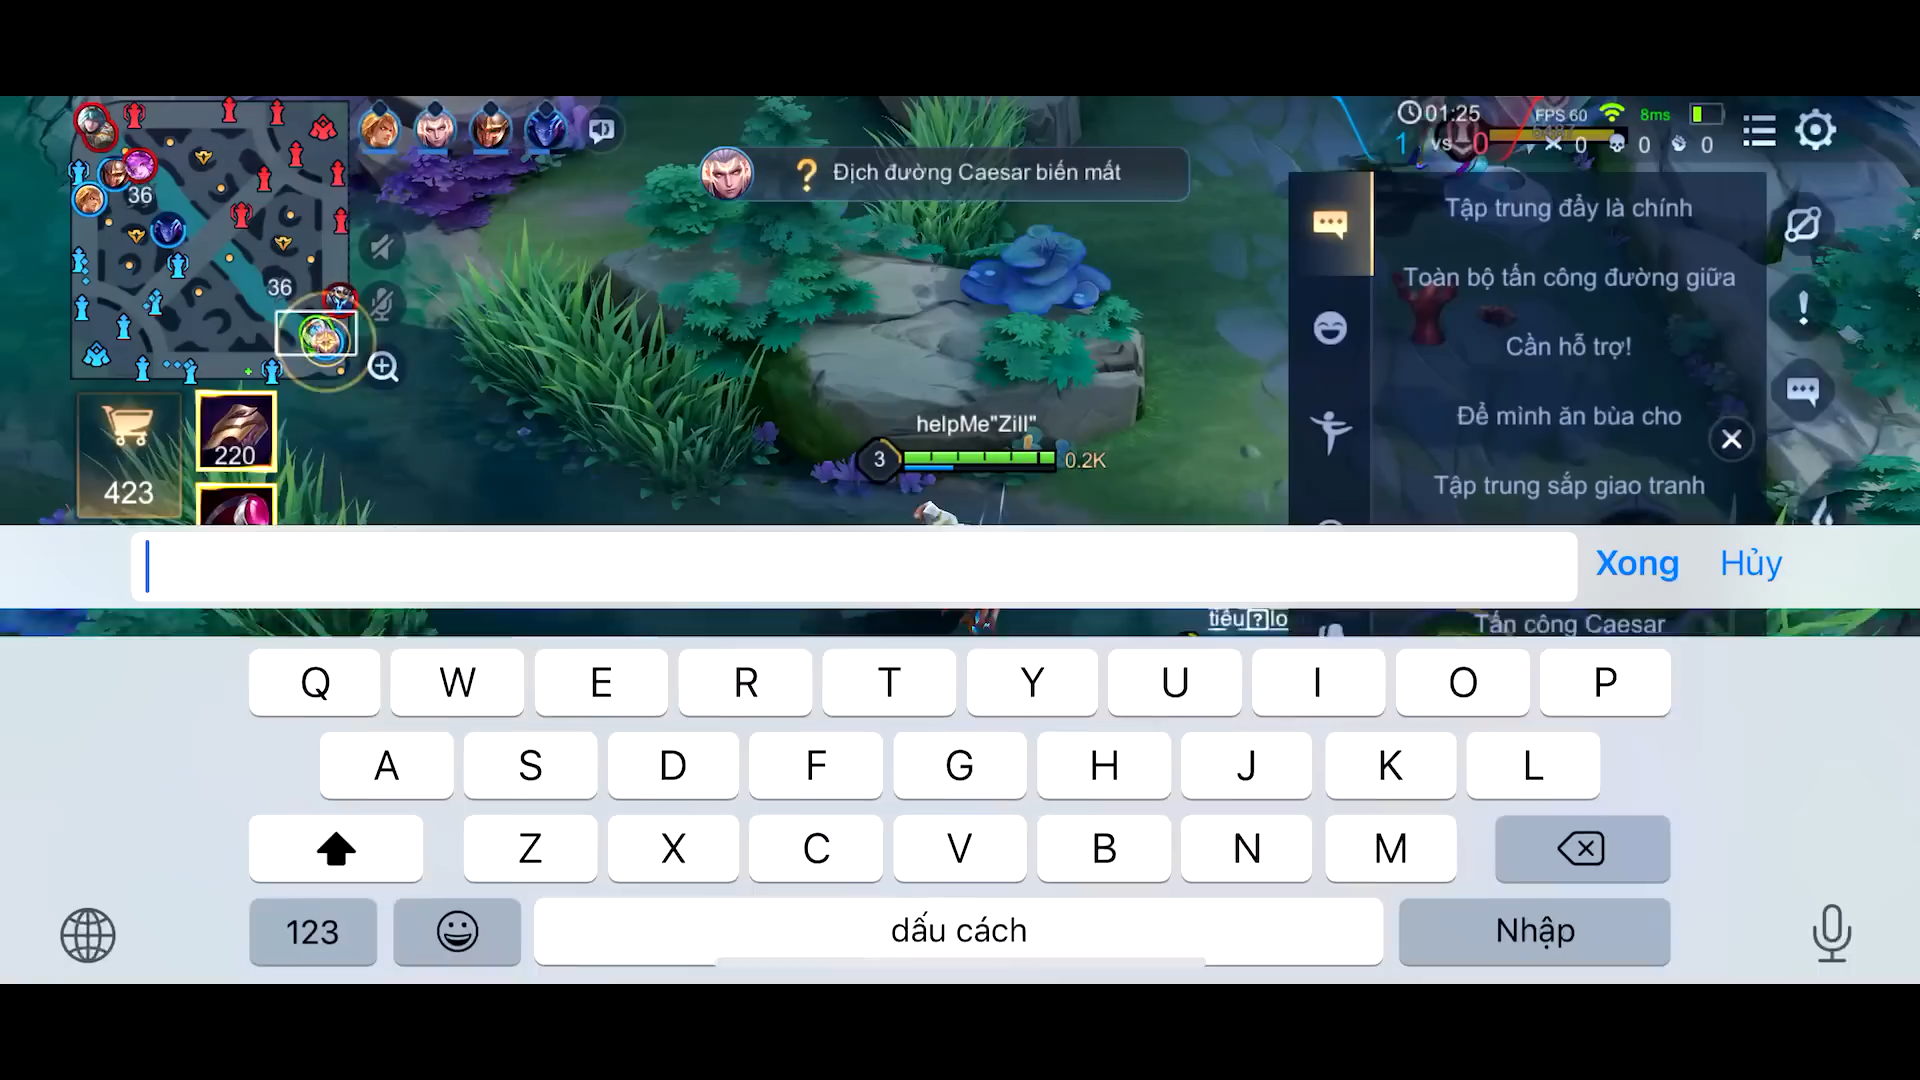 01:25
FPS 60
8ms
1 vs 0
0
0
0
36
36
? Địch đường Caesar biến mất
Tập trung đẩy là chính
Toàn bộ tấn công đường giữa
Cần hỗ trợ!
Để mình ăn bùa cho
Tập trung sắp giao tranh
helpMe"Zill"
3
0.2K
220
423
Xong
Hủy
Tấn công Caesar
Q W E R T Y U I O P
A S D F G H J K L
Z X C V B N M
123
dấu cách
Nhập